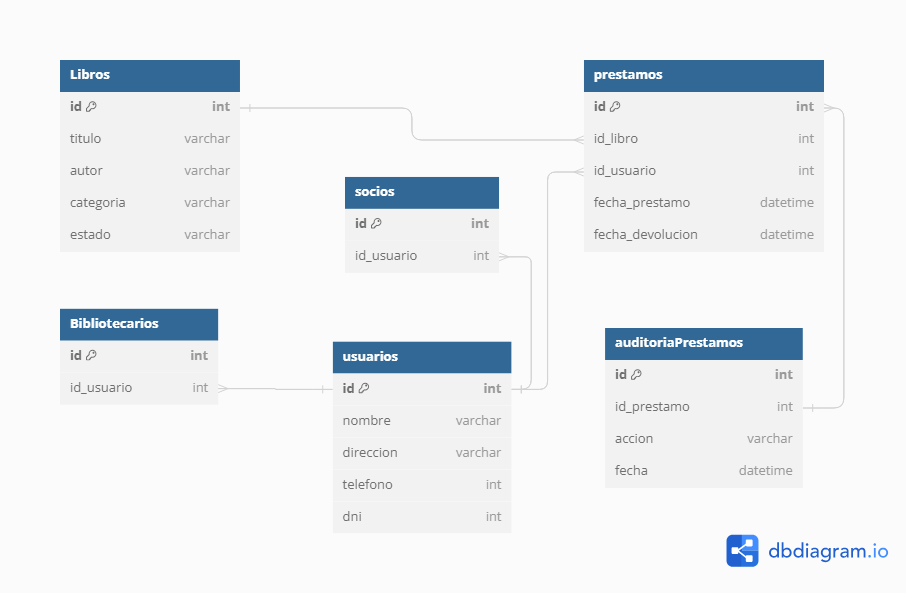 Libros
id int
titulo varchar
autor varchar
categoria varchar
estado varchar
prestamos
id int
id_libro int
id_usuario int
fecha_prestamo datetime
fecha_devolucion datetime
socios
id int
id_usuario int
Bibliotecarios
id int
id_usuario int
usuarios
id int
nombre varchar
direccion varchar
telefono int
dni int
auditoriaPrestamos
id int
id_prestamo int
accion varchar
fecha datetime
dbdiagram.io